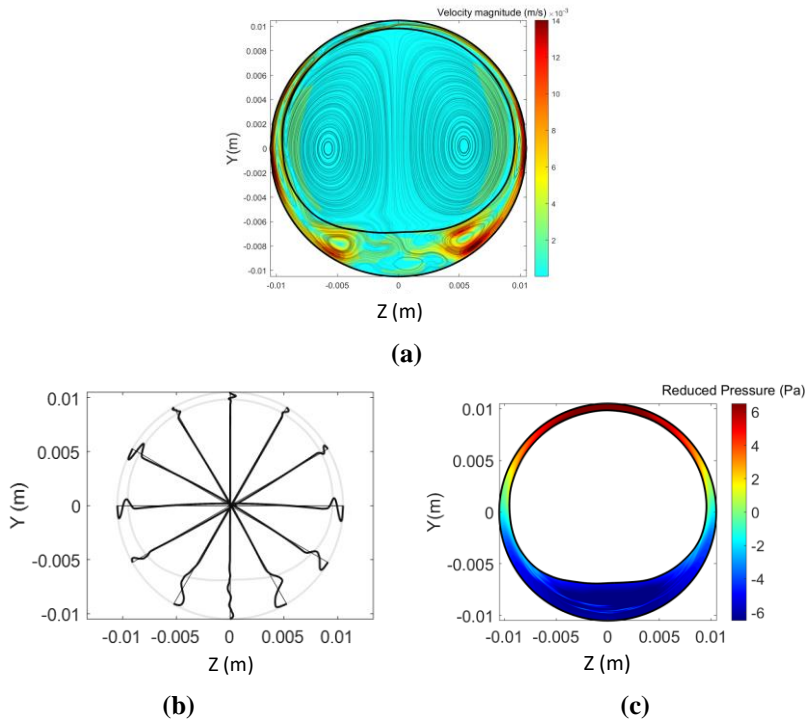 Velocity magnitude (m/s) ×10⁻³
14
12
10
8
6
4
2
0.01
0.008
0.006
0.004
0.002
0
-0.002
-0.004
-0.006
-0.008
-0.01
Y(m)
-0.01 -0.005 0 0.005 0.01
Z (m)
(a)
0.01
0.005
0
-0.005
-0.01
Y (m)
-0.01 -0.005 0 0.005 0.01
Z (m)
(b)
Reduced Pressure (Pa)
6
4
2
0
-2
-4
-6
0.01
0.005
0
-0.005
-0.01
Y(m)
-0.01 -0.005 0 0.005 0.01
Z (m)
(c)